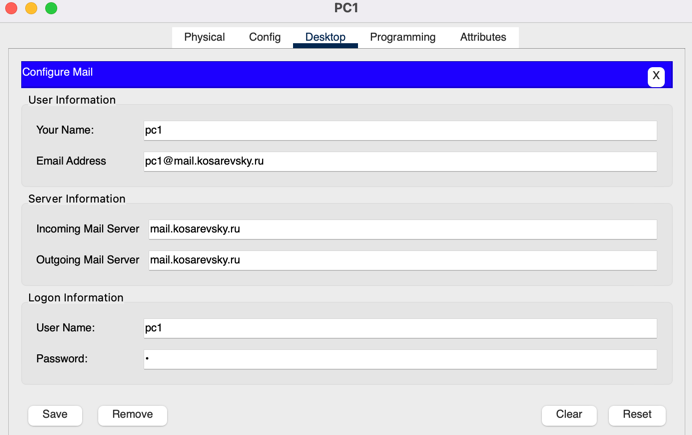 PC1
Physical Config Desktop Programming Attributes
Configure Mail X
User Information
Your Name: pc1
Email Address pc1@mail.kosarevsky.ru
Server Information
Incoming Mail Server mail.kosarevsky.ru
Outgoing Mail Server mail.kosarevsky.ru
Logon Information
User Name: pc1
Password: •
Save Remove Clear Reset